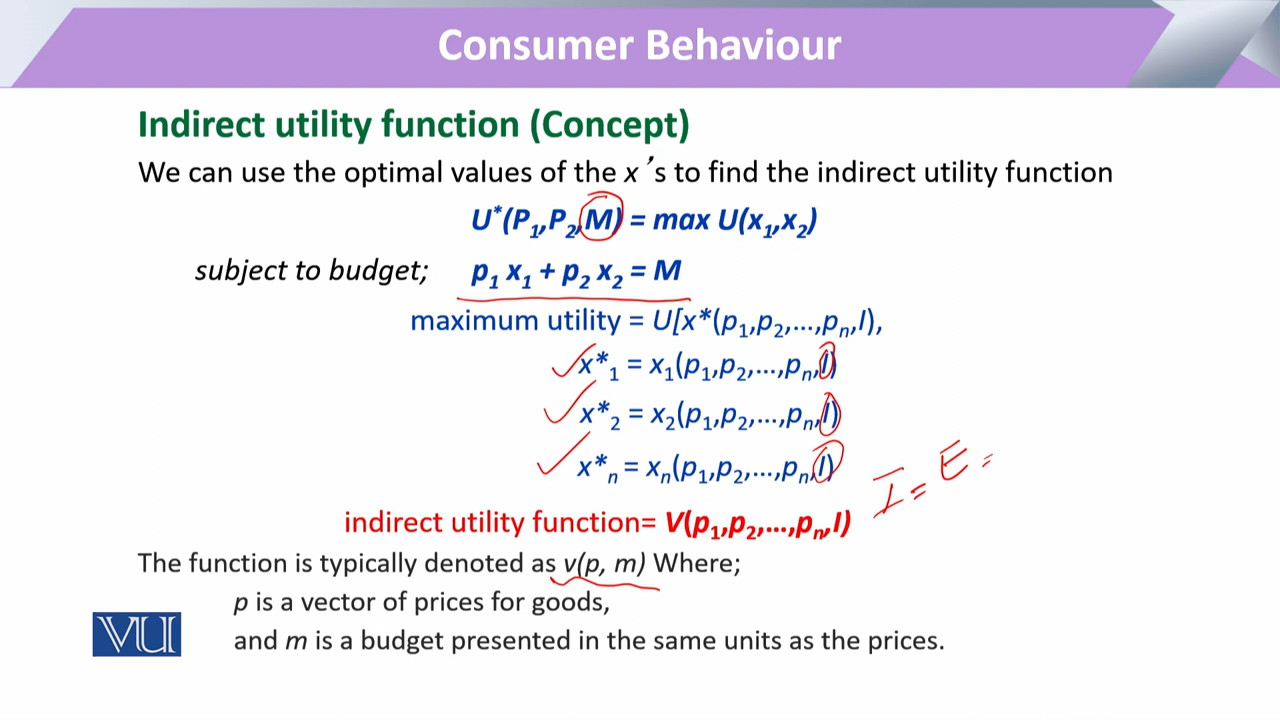 Consumer Behaviour
Indirect utility function (Concept)
We can use the optimal values of the x ’s to find the indirect utility function
U*(P1,P2,M) = max U(x1,x2)
subject to budget; p1 x1 + p2 x2 = M
maximum utility = U[x*(p1,p2,...,pn,I),
x*1 = x1(p1,p2,...,pn,I)
x*2 = x2(p1,p2,...,pn,I)
x*n = xn(p1,p2,...,pn,I)
I = E =
indirect utility function= V(p1,p2,...,pn,I)
The function is typically denoted as v(p, m) Where;
p is a vector of prices for goods,
VU and m is a budget presented in the same units as the prices.